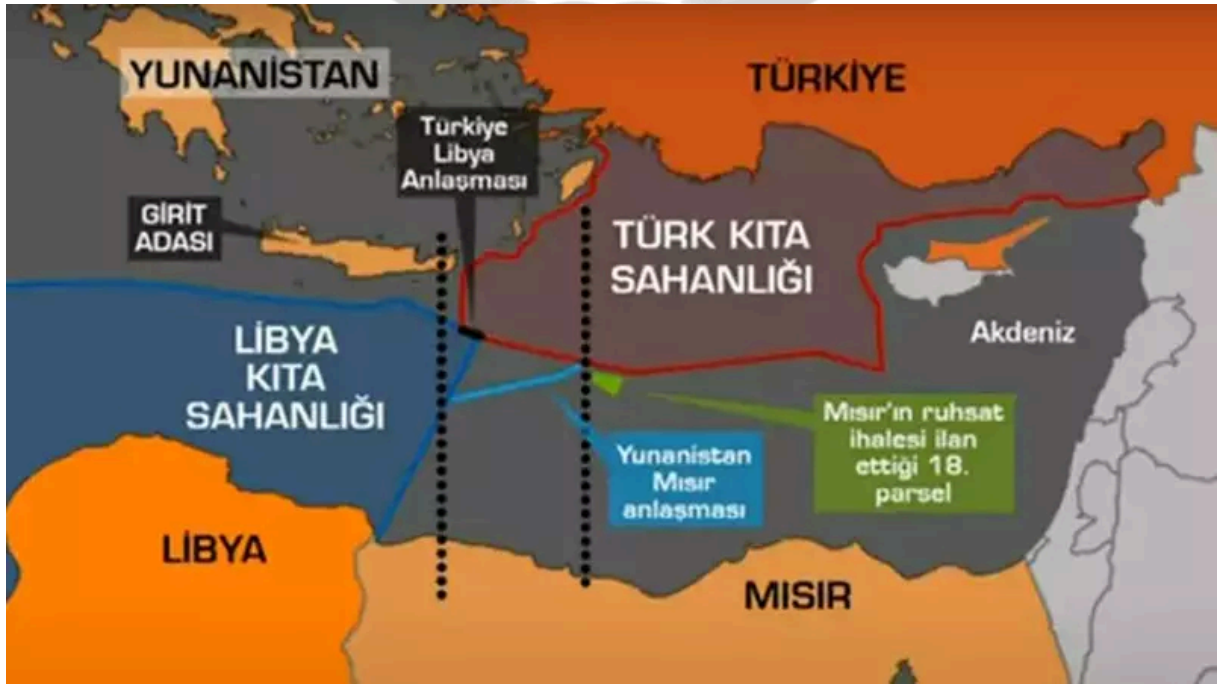 YUNANİSTAN
TÜRKİYE
Türkiye
Libya
Anlaşması
GİRİT
ADASI
TÜRK KITA
SAHANLIĞI
LİBYA
KITA
SAHANLIĞI
Akdeniz
Mısır'ın ruhsat
ihalesi ilan
ettiği 18.
parsel
Yunanistan
Mısır
anlaşması
LİBYA
MISIR